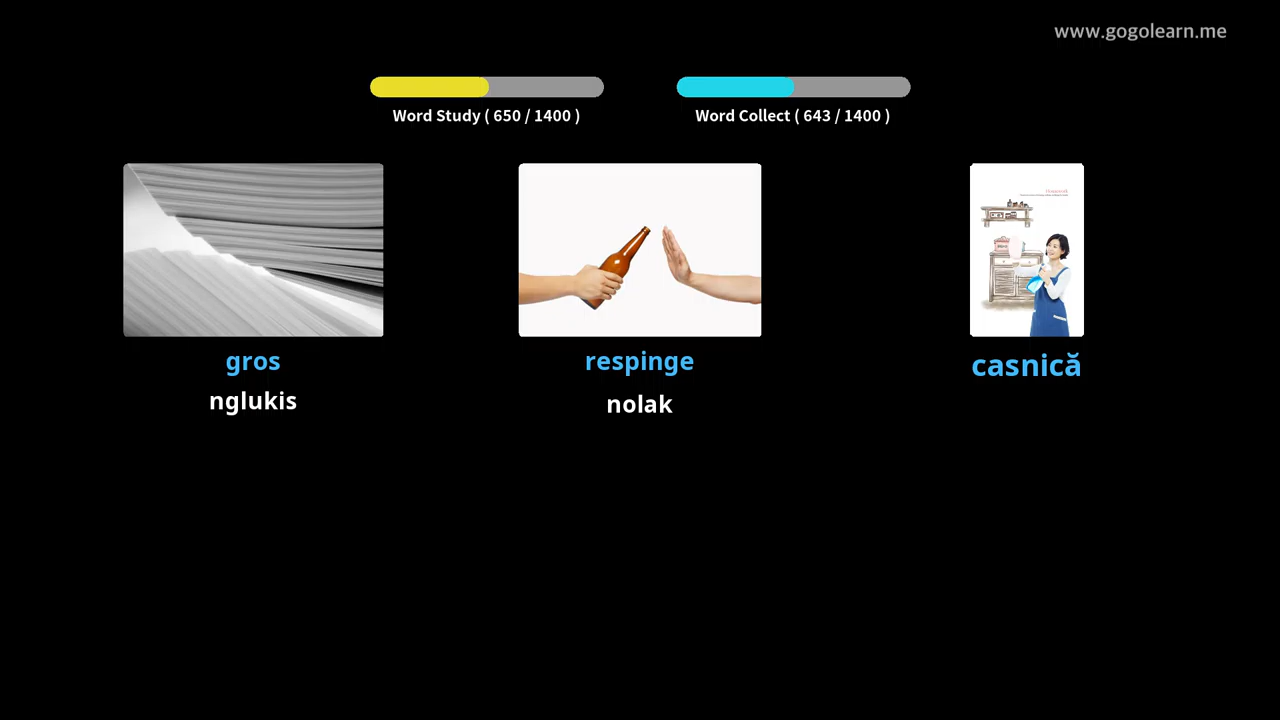 www.gogolearn.me
Word Study ( 650 / 1400 )
Word Collect ( 643 / 1400 )
gros
nglukis
respinge
nolak
casnică